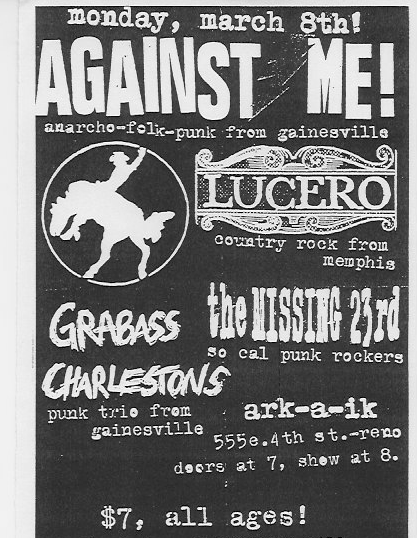 monday, march 8th!
AGAINST ME!
anarcho-folk-punk from gainesville
LUCERO
country rock from
memphis
GRABASS
CHARLESTONS
punk trio from
gainesville
the MISSING 23rd
so cal punk rockers
ark-a-ik
555e.4th st.-reno
doors at 7, show at 8.
$7, all ages!